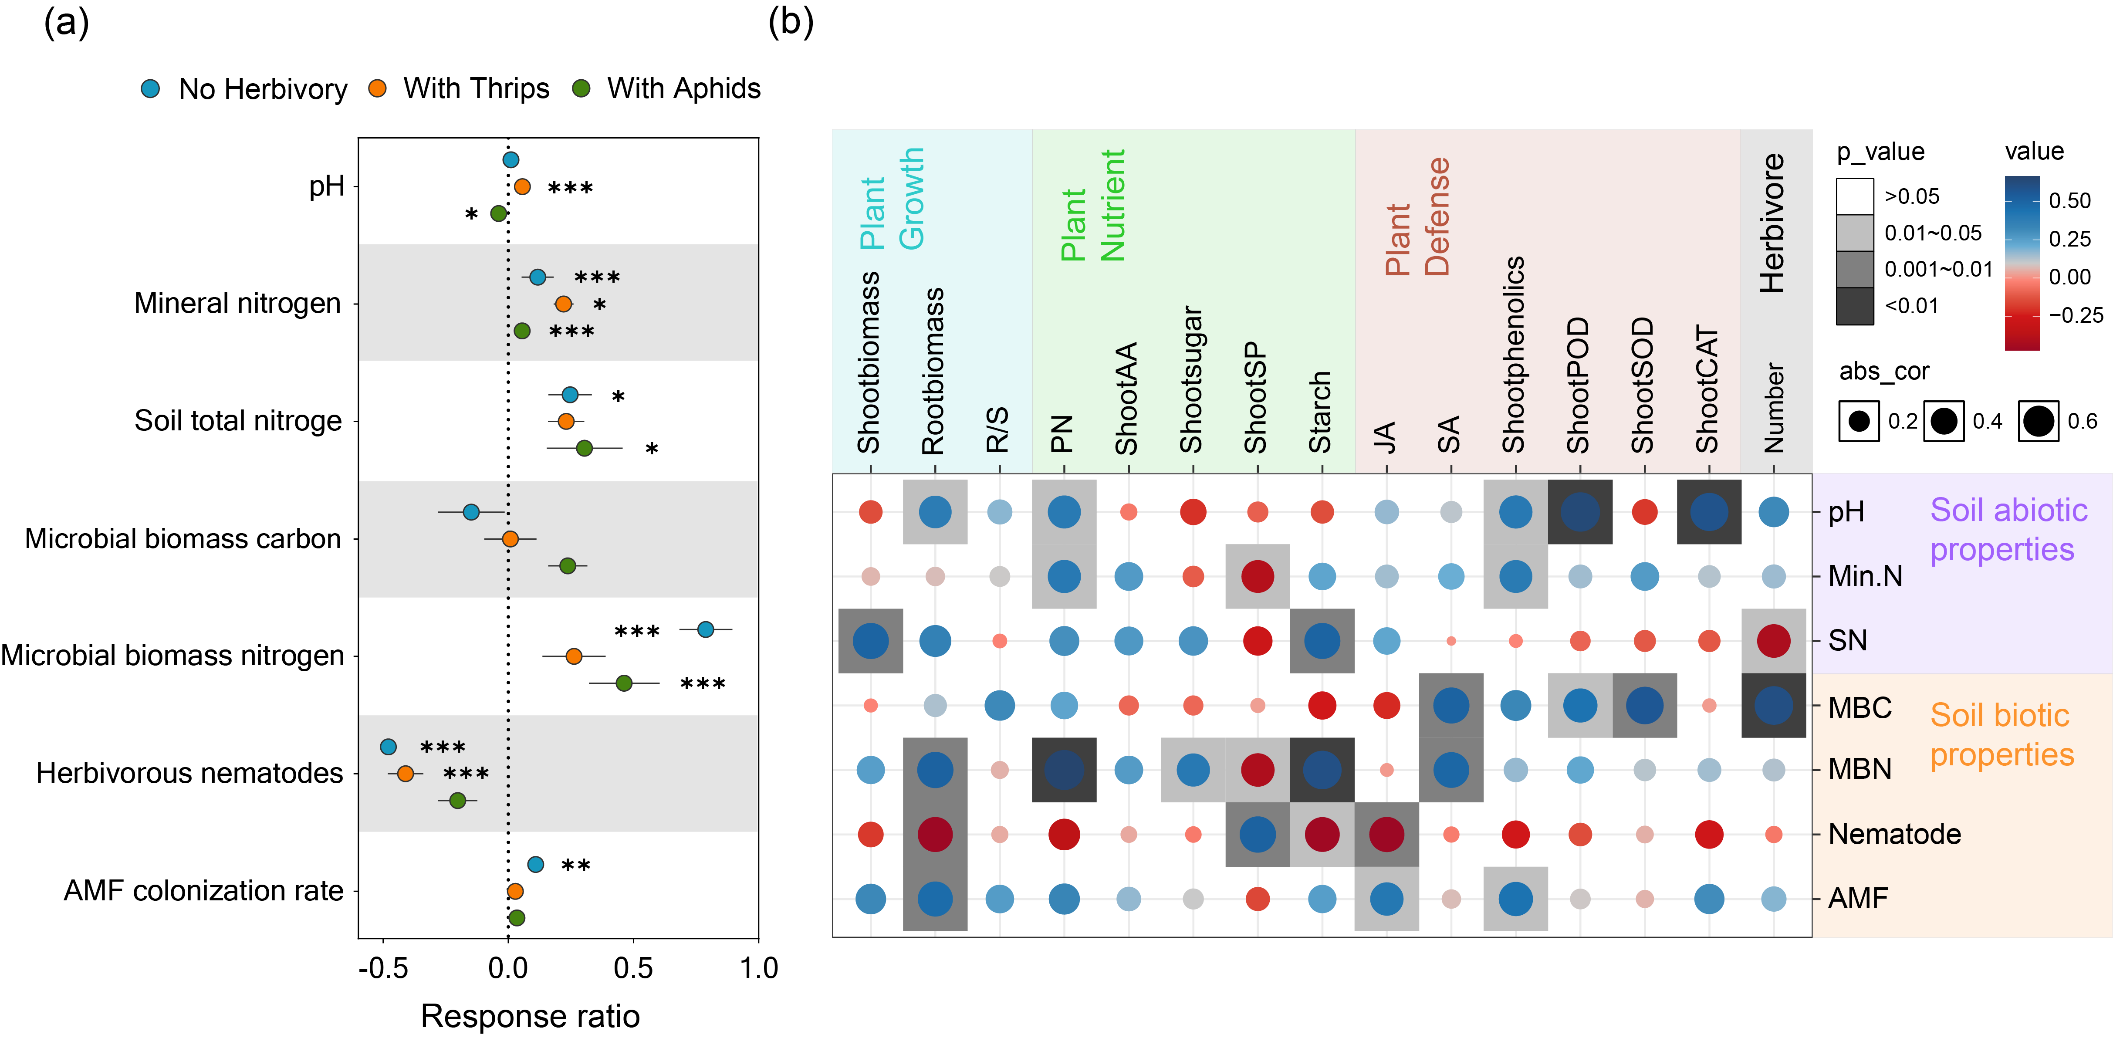 (a)
No Herbivory
With Thrips
With Aphids
pH
***
*
Mineral nitrogen
***
*
***
Soil total nitroge
*
*
Microbial biomass carbon
Microbial biomass nitrogen
***
***
Herbivorous nematodes
***
***
AMF colonization rate
**
-0.5
0.0
0.5
1.0
Response ratio
(b)
Plant
Growth
Plant
Nutrient
Plant
Defense
Herbivore
Shootbiomass
Rootbiomass
R/S
PN
ShootAA
Shootsugar
ShootSP
Starch
JA
SA
Shootphenolics
ShootPOD
ShootSOD
ShootCAT
Number
pH
Min.N
SN
MBC
MBN
Nematode
AMF
Soil abiotic
properties
Soil biotic
properties
p_value
>0.05
0.01~0.05
0.001~0.01
<0.01
value
0.50
0.25
0.00
−0.25
abs_cor
0.2
0.4
0.6